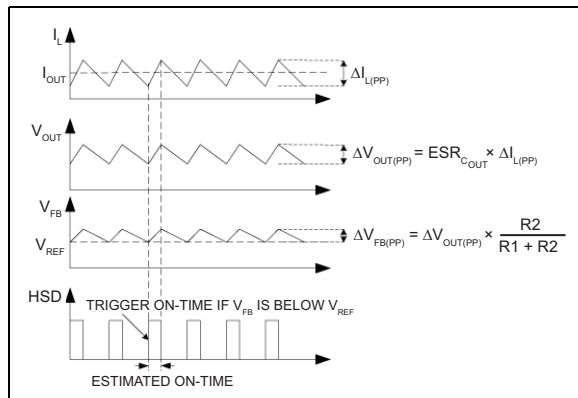 I_L
I_OUT
ΔI_L(PP)
V_OUT
ΔV_OUT(PP) = ESR_C_OUT × ΔI_L(PP)
V_FB
V_REF
ΔV_FB(PP) = ΔV_OUT(PP) × R2 / R1 + R2
HSD
TRIGGER ON-TIME IF V_FB IS BELOW V_REF
ESTIMATED ON-TIME